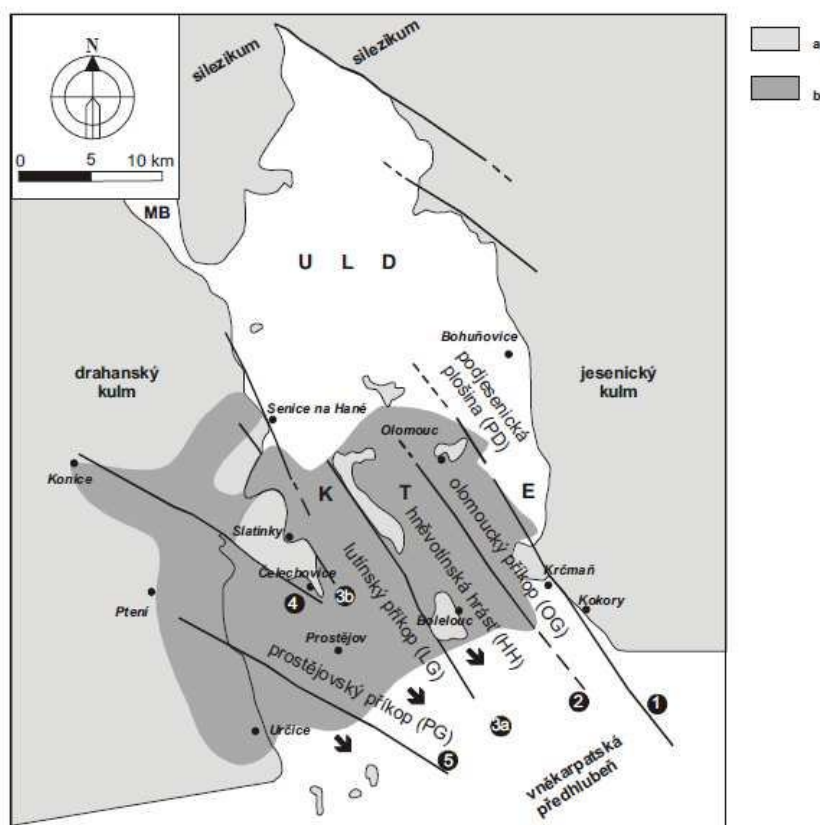 N
0 5 10 km
silezikum
silezikum
a
b
MB
U L D
Bohuňovice
drahanský
kulm
podjesenická
plošina (PD)
jesenický
kulm
Senice na Hané
Olomouc
Konice
K T E
Slatinky
lutínský příkop (LG)
hněvotínská hrásť (HH)
olomoucký příkop (OG)
Krčmaň
Čelechovice
4
3b
Kokory
Ptení
Bolelouc
Prostějov
prostějovský příkop (PG)
2
1
3a
Určice
5
vněkarpatská
předhlubeň